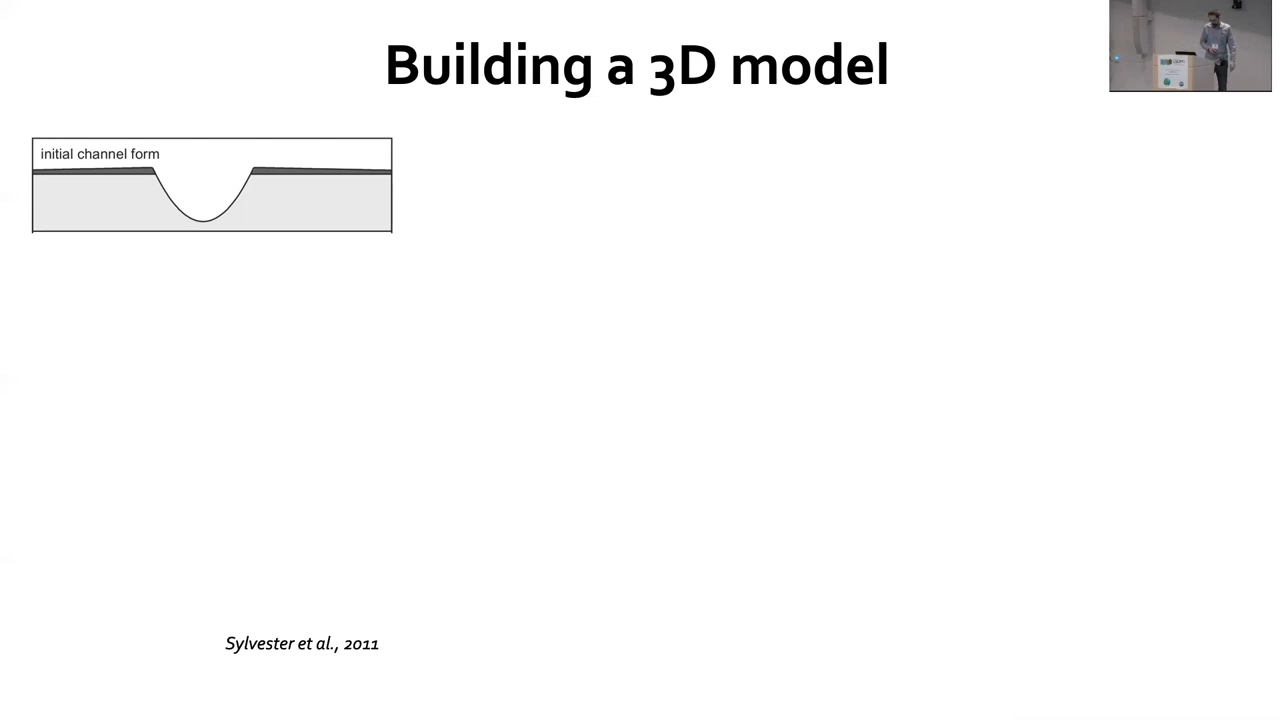 Building a 3D model
initial channel form
Sylvester et al., 2011